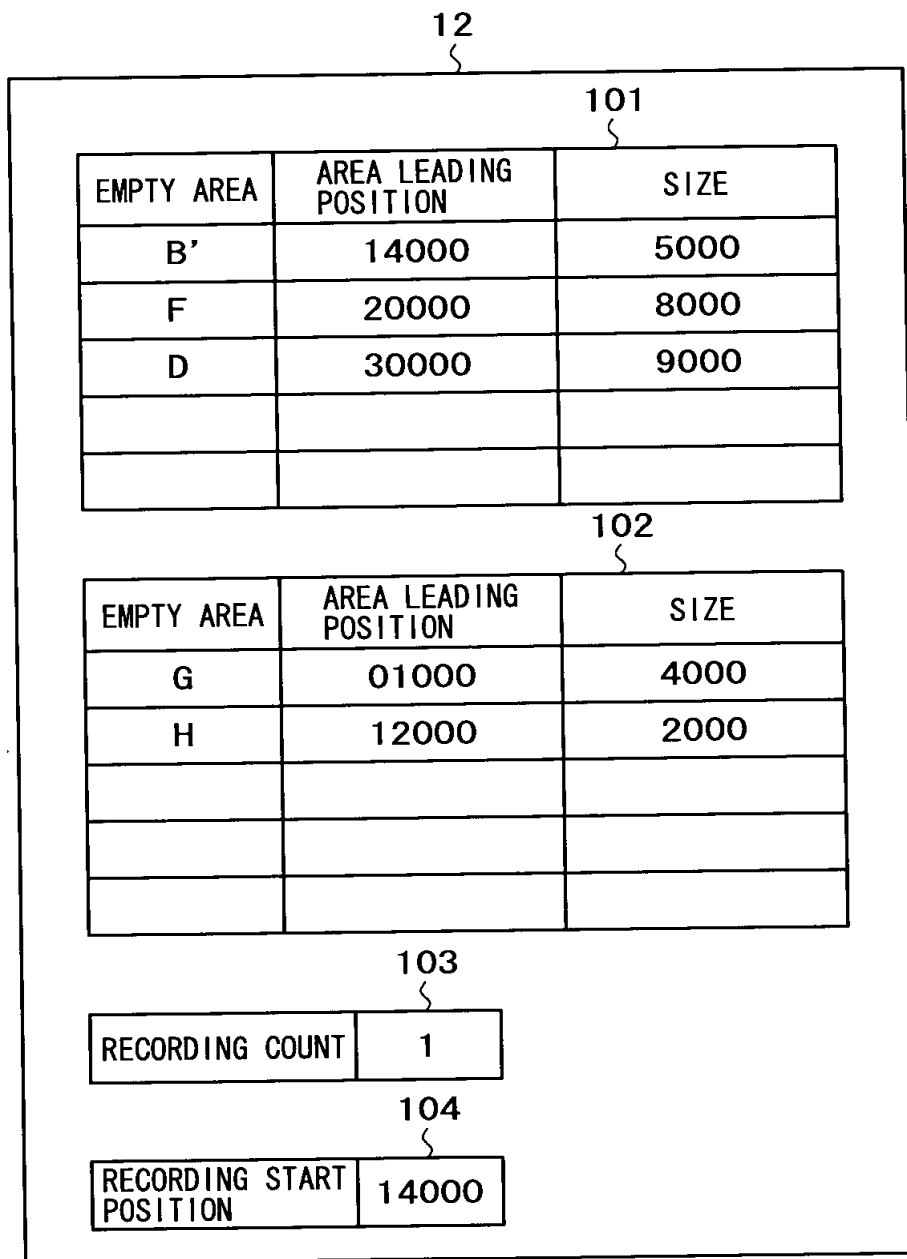 12
101
EMPTY AREA AREA LEADING POSITION SIZE
B' 14000 5000
F 20000 8000
D 30000 9000
102
EMPTY AREA AREA LEADING POSITION SIZE
G 01000 4000
H 12000 2000
103
RECORDING COUNT 1
104
RECORDING START POSITION 14000